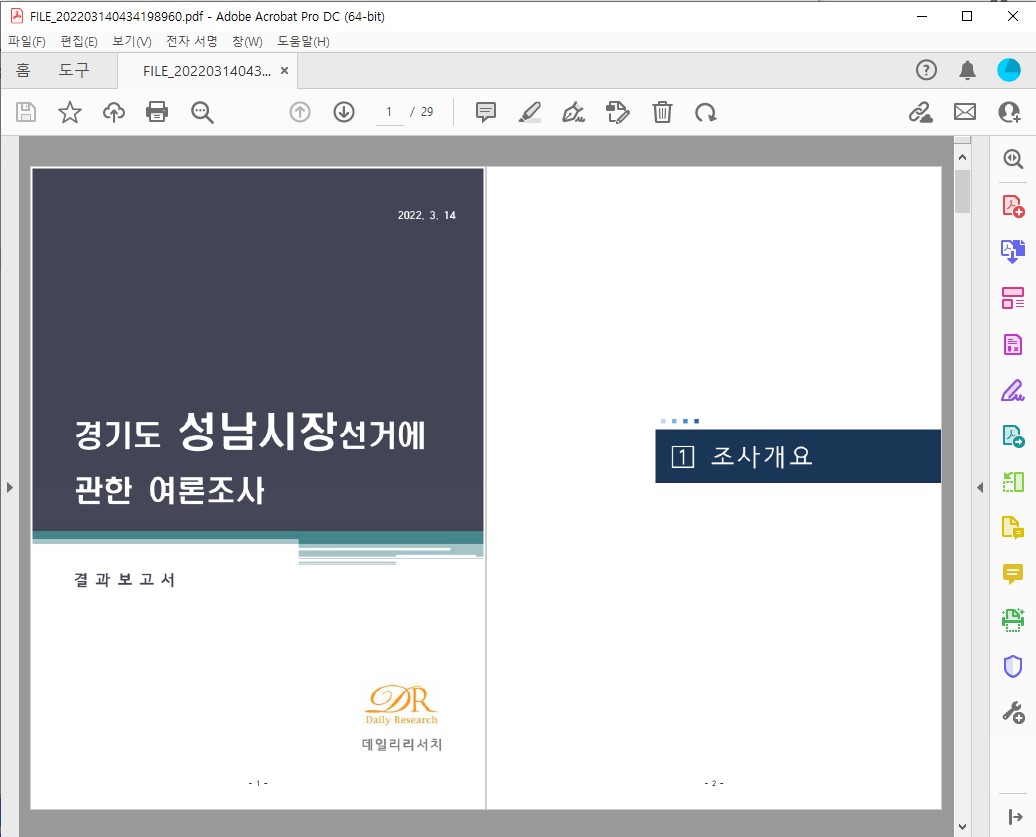 FILE_202203140434198960.pdf - Adobe Acrobat Pro DC (64-bit)
파일(F) 편집(E) 보기(V) 전자 서명 창(W) 도움말(H)
홈 도구 FILE_20220314043... ×
1 / 29
2022. 3. 14
경기도 성남시장선거에
관한 여론조사
결과보고서
DR
Daily Research
데일리리서치
- 1 -
1 조사개요
- 2 -